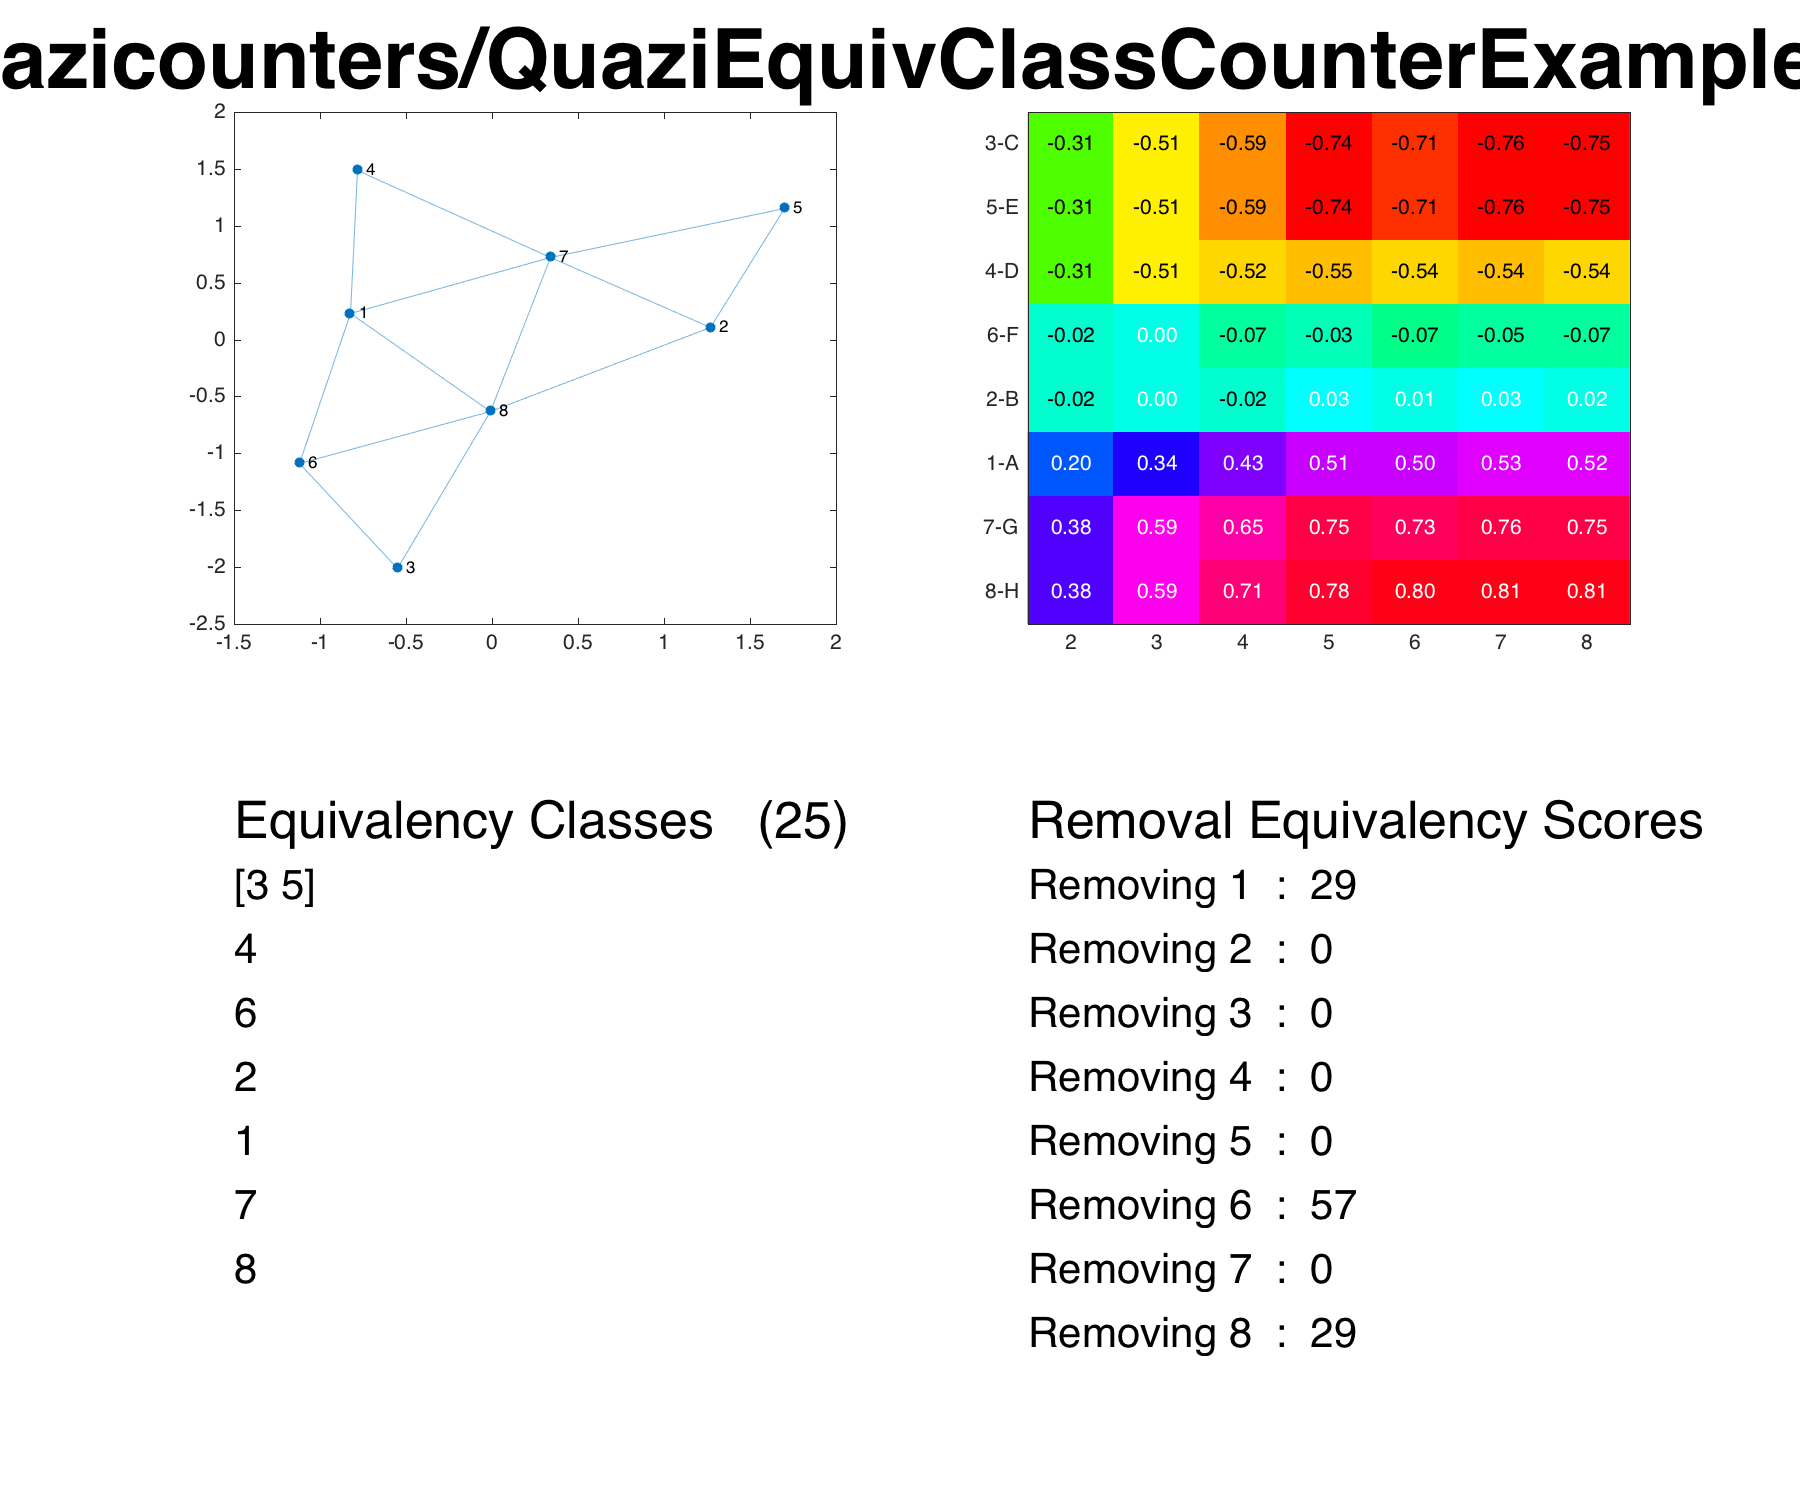 azicounters/QuaziEquivClassCounterExample
2
1.5
1
0.5
0
-0.5
-1
-1.5
-2
-2.5
-1.5 -1 -0.5 0 0.5 1 1.5 2
4
5
7
1
2
8
6
3
3-C -0.31 -0.51 -0.59 -0.74 -0.71 -0.76 -0.75
5-E -0.31 -0.51 -0.59 -0.74 -0.71 -0.76 -0.75
4-D -0.31 -0.51 -0.52 -0.55 -0.54 -0.54 -0.54
6-F -0.02 0.00 -0.07 -0.03 -0.07 -0.05 -0.07
2-B -0.02 0.00 -0.02 0.03 0.01 0.03 0.02
1-A 0.20 0.34 0.43 0.51 0.50 0.53 0.52
7-G 0.38 0.59 0.65 0.75 0.73 0.76 0.75
8-H 0.38 0.59 0.71 0.78 0.80 0.81 0.81
2 3 4 5 6 7 8
Equivalency Classes (25)
[3 5]
4
6
2
1
7
8
Removal Equivalency Scores
Removing 1 : 29
Removing 2 : 0
Removing 3 : 0
Removing 4 : 0
Removing 5 : 0
Removing 6 : 57
Removing 7 : 0
Removing 8 : 29